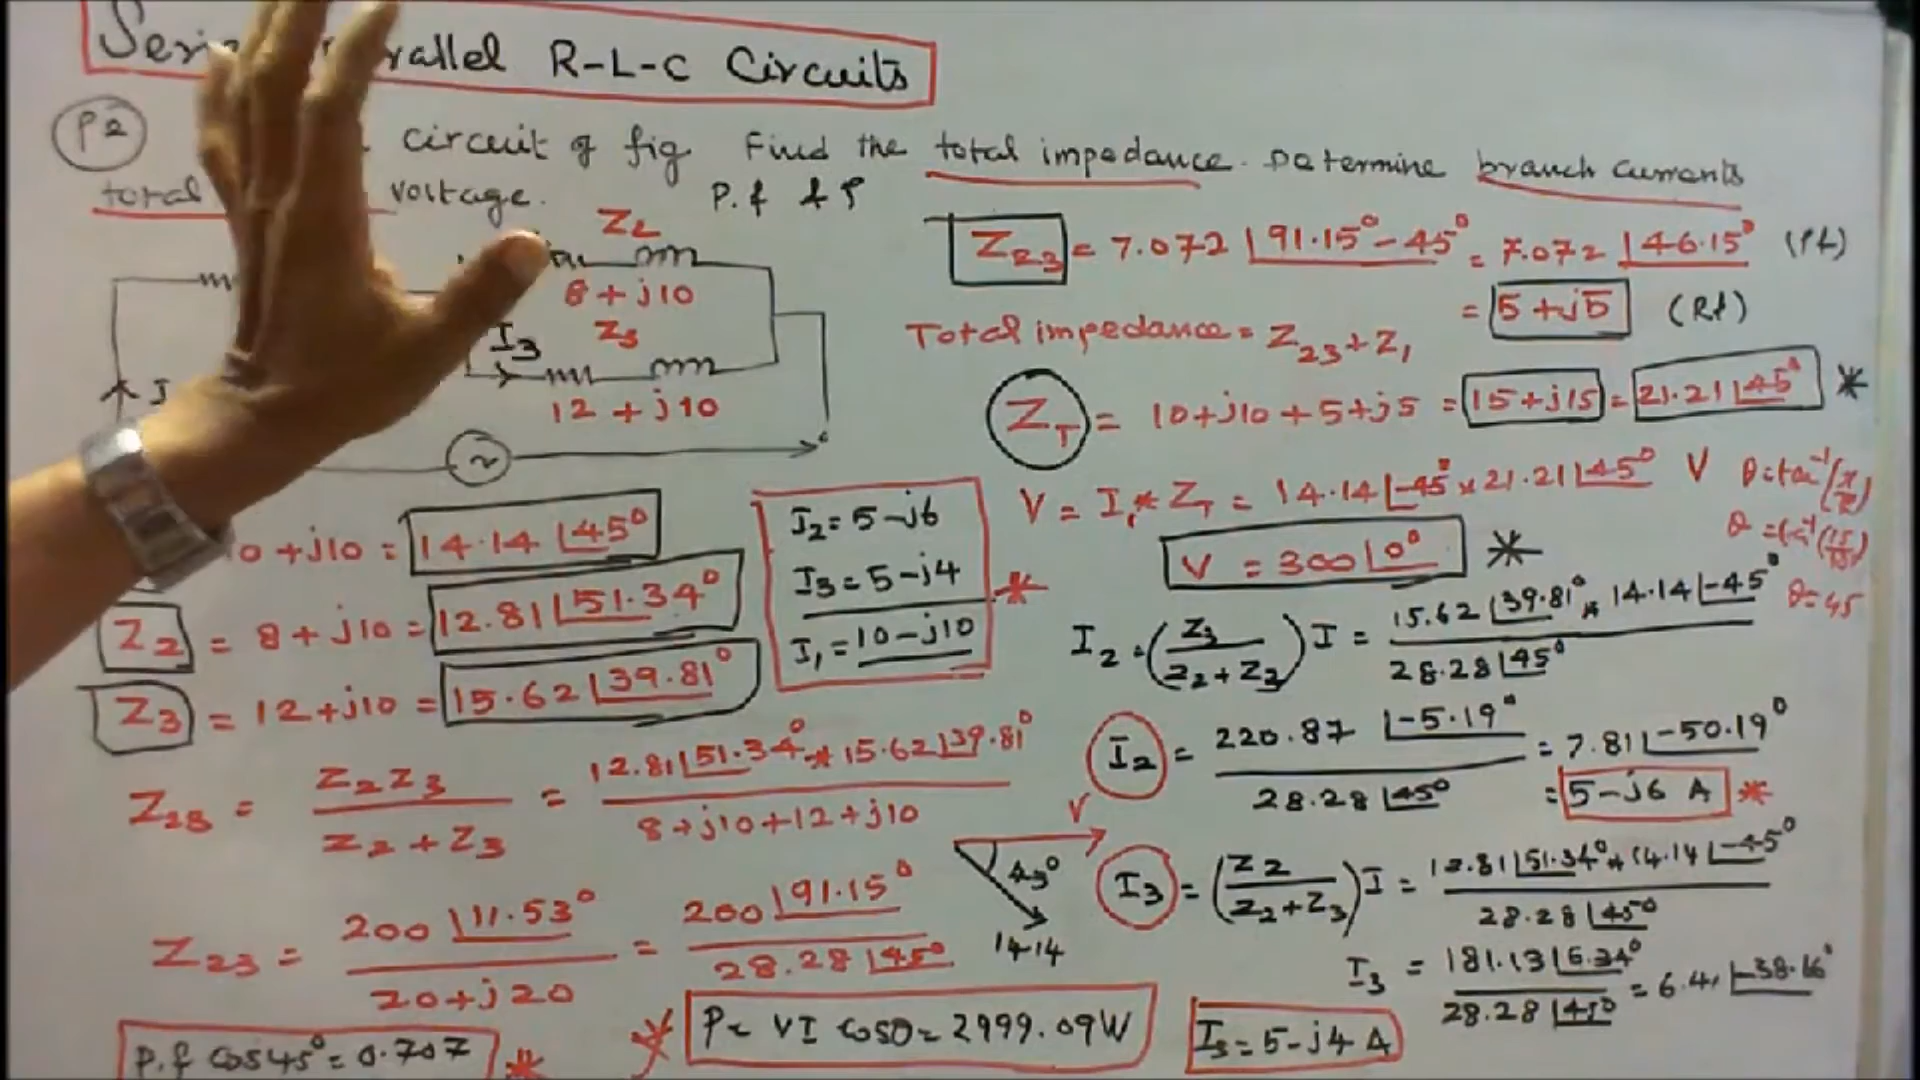 rallel R-L-C Circuits
P2 circuit of fig Find the total impedance. Determine branch currents
total voltage. P.f & P
Z2
8 + j10
I3 Z3
12 + j10
I
0 + j10 = 14.14 ∠45°
Z2 = 8 + j10 = 12.81 ∠51.34°
Z3 = 12 + j10 = 15.62 ∠39.81°
I2 = 5 - j6
I3 = 5 - j4
I1 = 10 - j10
Z23 = Z2 Z3 / Z2 + Z3 = 12.81 ∠51.34° * 15.62 ∠39.81° / 8 + j10 + 12 + j10
Z23 = 200 ∠11.53° / 20 + j20 = 200 ∠91.15° / 28.28 ∠45°
P.f cos45° = 0.707 *
V
45°
14.14
P = VI cosθ = 2999.09W
Z23 = 7.072 ∠91.15° - 45° = 7.072 ∠46.15°
= 5 + j5
Total impedance = Z23 + Z1
ZT = 10 + j10 + 5 + j5 = 15 + j15 = 21.21 ∠45° *
V = I1 * ZT = 14.14 ∠-45° x 21.21 ∠45° V
V = 300 ∠0° *
θ = tan⁻¹(x/R)
θ = 45
I2 = (Z3 / Z2 + Z3) I = 15.62 ∠39.81° * 14.14 ∠-45° / 28.28 ∠45°
I2 = 220.87 ∠-5.19° / 28.28 ∠45° = 7.81 ∠-50.19°
= 5 - j6 A *
I3 = (Z2 / Z2 + Z3) I = 12.81 ∠51.34° * 14.14 ∠-45° / 28.28 ∠45°
I3 = 181.13 ∠6.34° / 28.28 ∠45° = 6.41 ∠-38.66°
I3 = 5 - j4 A